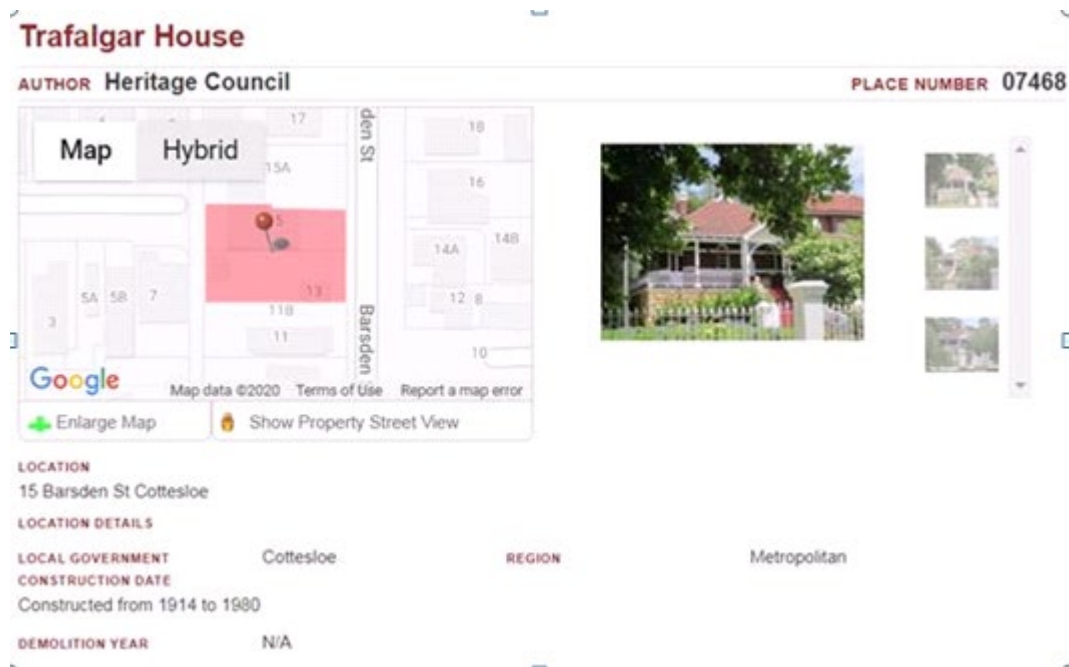 Trafalgar House
AUTHOR Heritage Council
PLACE NUMBER 07468
Map
Hybrid
17
den St
18
15A
16
5
14A
14B
5A
5B
7
13
12
8
3
11B
11
Barsden
10
Google
Map data ©2020
Terms of Use
Report a map error
Enlarge Map
Show Property Street View
LOCATION
15 Barsden St Cottesloe
LOCATION DETAILS
LOCAL GOVERNMENT Cottesloe REGION Metropolitan
CONSTRUCTION DATE
Constructed from 1914 to 1980
DEMOLITION YEAR N/A